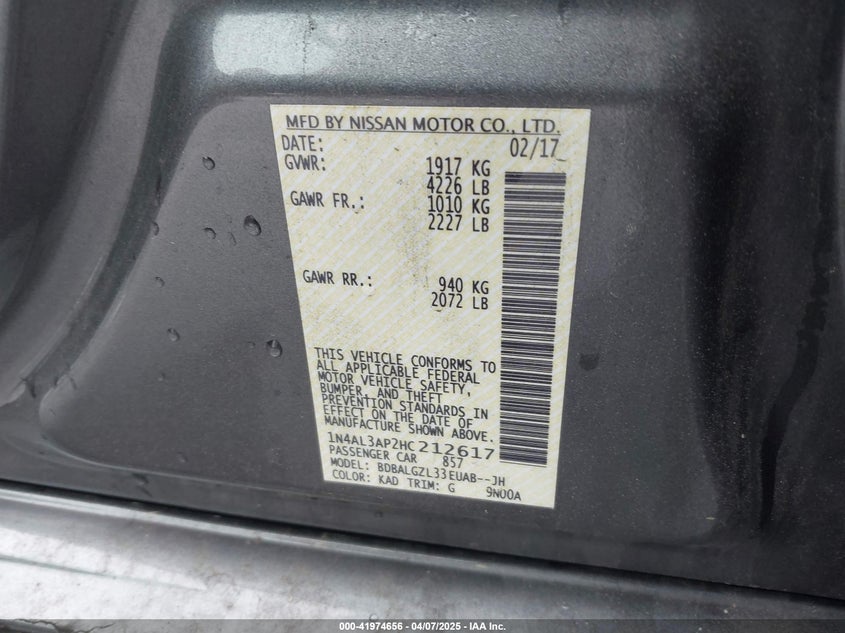 MFD BY NISSAN MOTOR CO., LTD.
DATE: 02/17
GVWR: 1917 KG
4226 LB
GAWR FR.: 1010 KG
2227 LB
GAWR RR.: 940 KG
2072 LB
THIS VEHICLE CONFORMS TO
ALL APPLICABLE FEDERAL
MOTOR VEHICLE SAFETY,
BUMPER, AND THEFT
PREVENTION STANDARDS IN
EFFECT ON THE DATE OF
MANUFACTURE SHOWN ABOVE.
1N4AL3AP2HC212617
PASSENGER CAR 857
MODEL: BDBALGZL33EUAB--JH
COLOR: KAD TRIM: G 9N00A
000-41974656 - 04/07/2025 - IAA Inc.